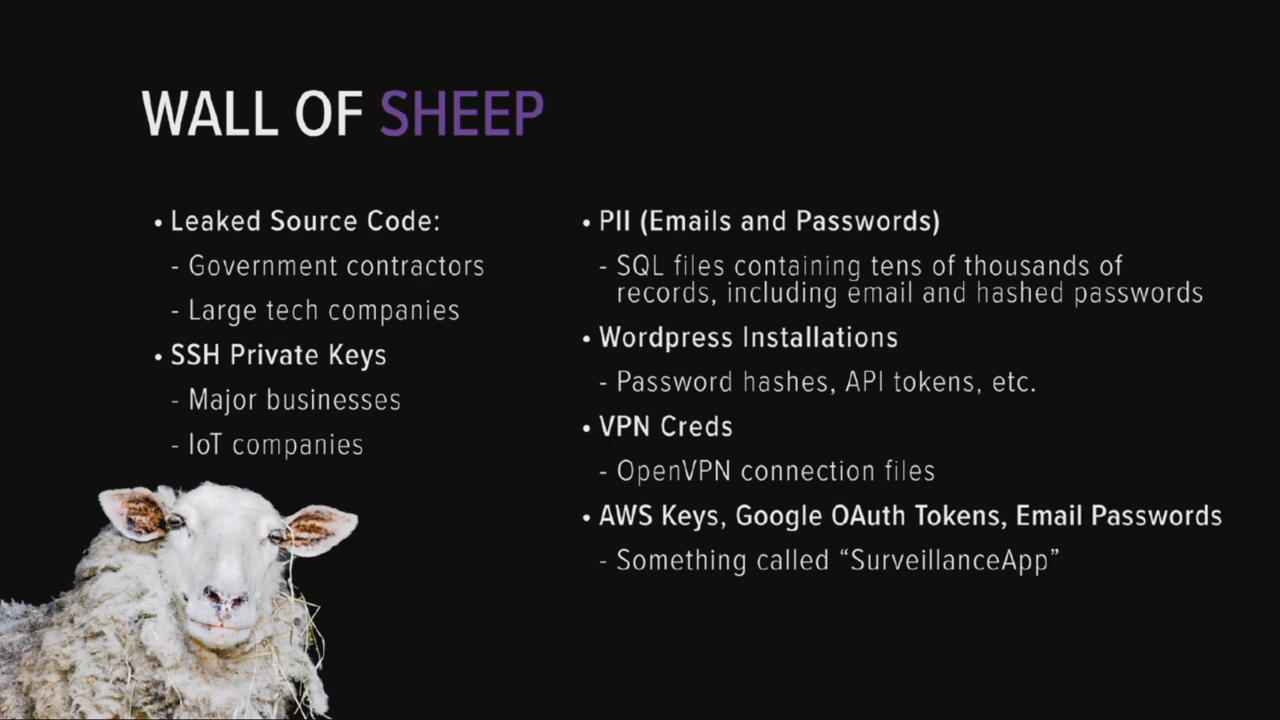 WALL OF SHEEP
• Leaked Source Code:
- Government contractors
- Large tech companies
• SSH Private Keys
- Major businesses
- IoT companies
• PII (Emails and Passwords)
- SQL files containing tens of thousands of
records, including email and hashed passwords
• Wordpress Installations
- Password hashes, API tokens, etc.
• VPN Creds
- OpenVPN connection files
• AWS Keys, Google OAuth Tokens, Email Passwords
- Something called “SurveillanceApp”